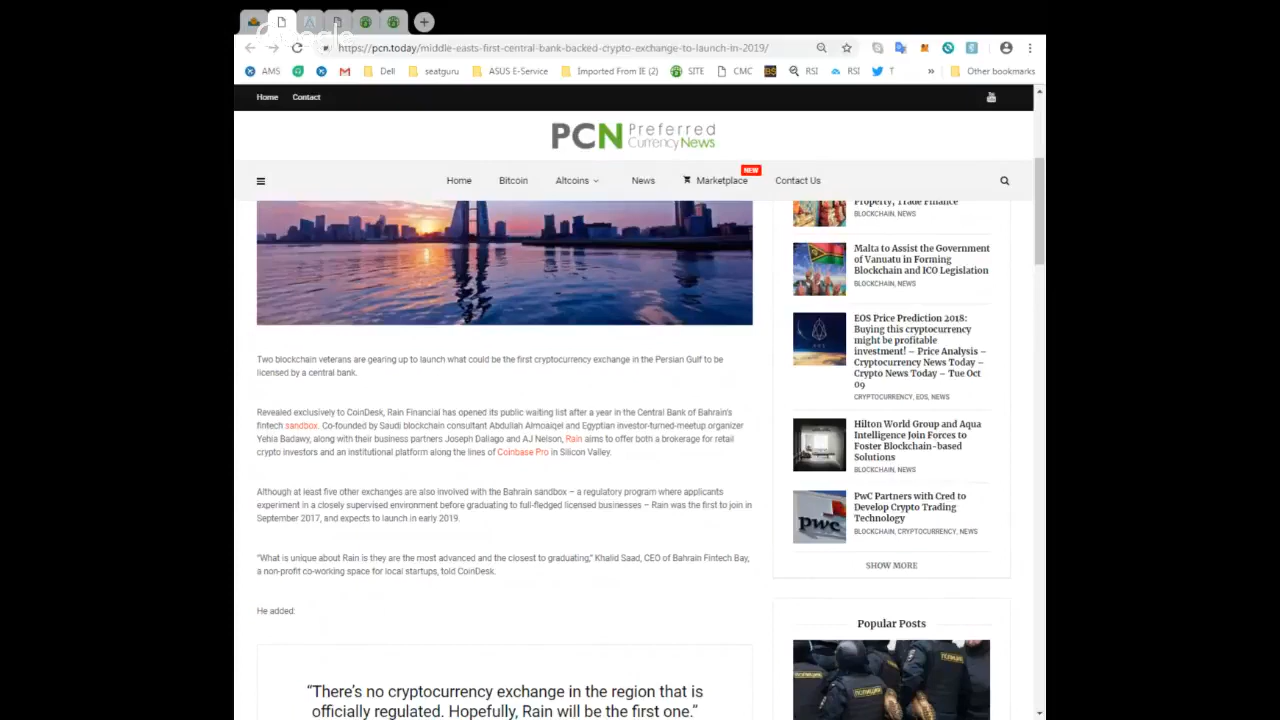 Google
https://pcn.today/middle-easts-first-central-bank-backed-crypto-exchange-to-launch-in-2019/
AMS
Dell
seatguru
ASUS E-Service
Imported From IE (2)
SITE
CMC
BS
RSI
RSI
T
»
Other bookmarks
Home
Contact
PCN Preferred
CurrencyNews
NEW
Home
Bitcoin
Altcoins
News
Marketplace
Contact Us
Two blockchain veterans are gearing up to launch what could be the first cryptocurrency exchange in the Persian Gulf to be
licensed by a central bank.
Revealed exclusively to CoinDesk, Rain Financial has opened its public waiting list after a year in the Central Bank of Bahrain's
fintech sandbox. Co-founded by Saudi blockchain consultant Abdullah Almoaiqel and Egyptian investor-turned-meetup organizer
Yehia Badawy, along with their business partners Joseph Dallago and AJ Nelson, Rain aims to offer both a brokerage for retail
crypto investors and an institutional platform along the lines of Coinbase Pro in Silicon Valley.
Although at least five other exchanges are also involved with the Bahrain sandbox – a regulatory program where applicants
experiment in a closely supervised environment before graduating to full-fledged licensed businesses – Rain was the first to join in
September 2017, and expects to launch in early 2019.
"What is unique about Rain is they are the most advanced and the closest to graduating," Khalid Saad, CEO of Bahrain Fintech Bay,
a non-profit co-working space for local startups, told CoinDesk.
He added:
“There’s no cryptocurrency exchange in the region that is
officially regulated. Hopefully, Rain will be the first one.”
Property, Trade Finance
BLOCKCHAIN, NEWS
Malta to Assist the Government
of Vanuatu in Forming
Blockchain and ICO Legislation
BLOCKCHAIN, NEWS
EOS Price Prediction 2018:
Buying this cryptocurrency
might be profitable
investment! – Price Analysis –
Cryptocurrency News Today –
Crypto News Today – Tue Oct
09
CRYPTOCURRENCY, EOS, NEWS
Hilton World Group and Aqua
Intelligence Join Forces to
Foster Blockchain-based
Solutions
BLOCKCHAIN, NEWS
pwc
PwC Partners with Cred to
Develop Crypto Trading
Technology
BLOCKCHAIN, CRYPTOCURRENCY, NEWS
SHOW MORE
Popular Posts
ПОЛИЦИЯ
ПОЛИЦИЯ